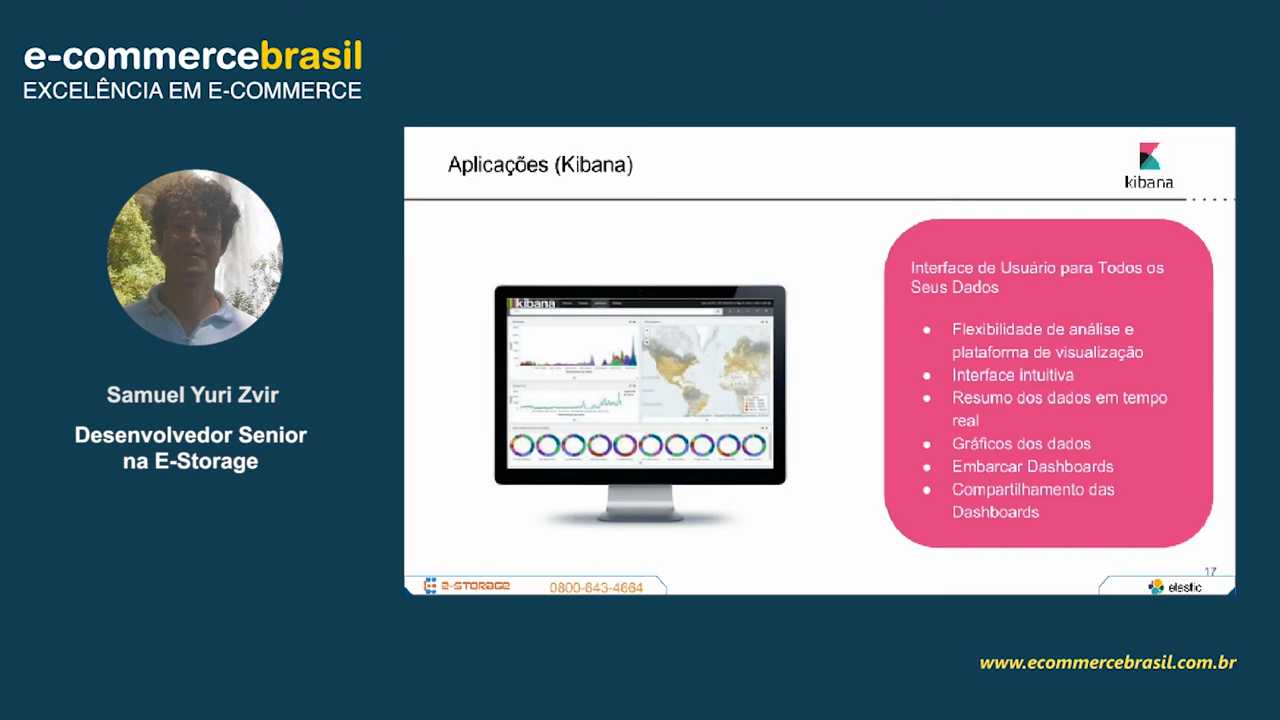 e-commercebrasil
EXCELÊNCIA EM E-COMMERCE
Samuel Yuri Zvir
Desenvolvedor Senior
na E-Storage
Aplicações (Kibana)
kibana
kibana
Interface de Usuário para Todos os
Seus Dados
● Flexibilidade de análise e
plataforma de visualização
● Interface intuitiva
● Resumo dos dados em tempo
real
● Gráficos dos dados
● Embarcar Dashboards
● Compartilhamento das
Dashboards
17
e-STORAGE
0800-643-4664
elastic
www.ecommercebrasil.com.br